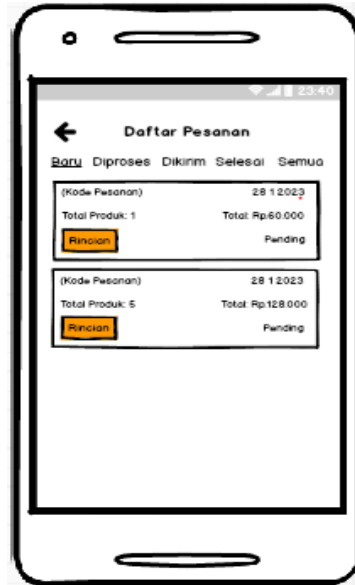 23:40
Daftar Pesanan
Baru Diproses Dikirim Selesai Semua
(Kode Pesanan) 28 1 2023
Total Produk: 1 Total: Rp.60.000
Rincian Pending
(Kode Pesanan) 28 1 2023
Total Produk: 5 Total: Rp.128.000
Rincian Pending